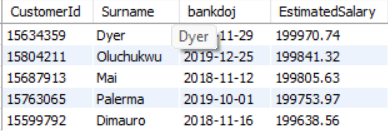 CustomerId Surname bankdoj EstimatedSalary
15634359 Dyer Dyer -11-29 199970.74
15804211 Oluchukwu 2019-12-25 199841.32
15687913 Mai 2018-11-12 199805.63
15763065 Palerma 2019-10-01 199753.97
15599792 Dimauro 2018-11-16 199638.56